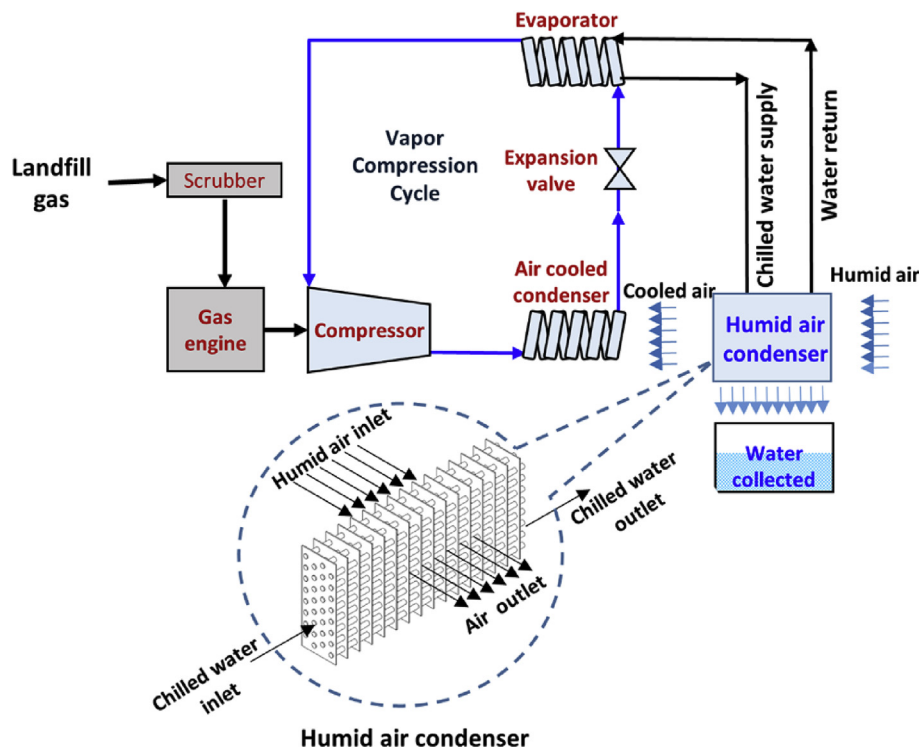 Evaporator
Landfill
gas
Scrubber
Vapor
Compression
Cycle
Expansion
valve
Chilled water supply
Water return
Gas
engine
Compressor
Air cooled
condenser
Cooled air
Humid air
Humid air
condenser
Water
collected
Humid air inlet
Chilled water
outlet
Air outlet
Chilled water
inlet
Humid air condenser